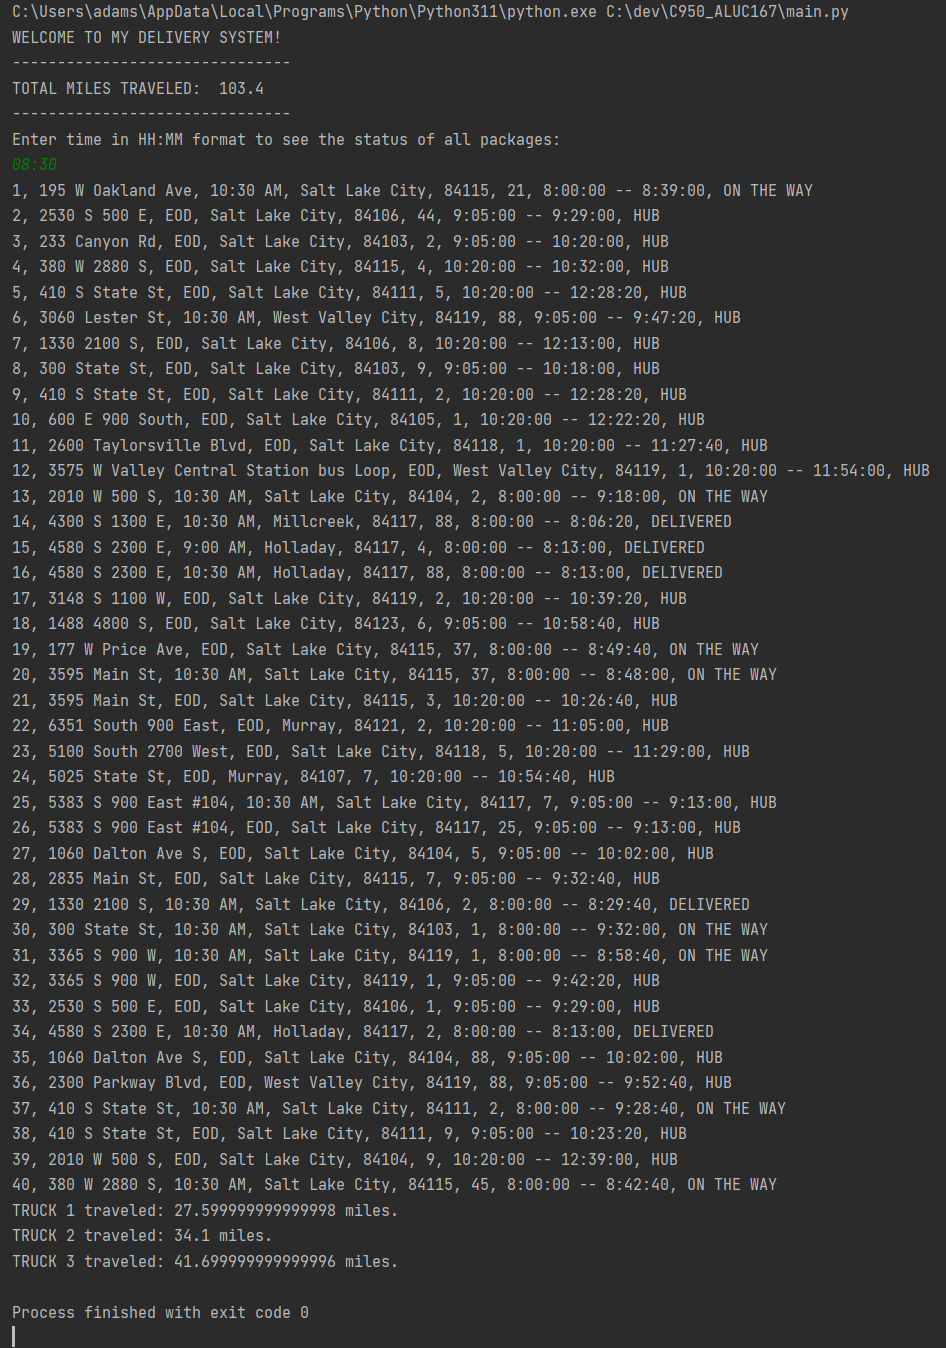 C:\Users\adams\AppData\Local\Programs\Python\Python311\python.exe C:\dev\C950_ALUC167\main.py
WELCOME TO MY DELIVERY SYSTEM!
-------------------------------
TOTAL MILES TRAVELED:  103.4
-------------------------------
Enter time in HH:MM format to see the status of all packages:
08:30
1, 195 W Oakland Ave, 10:30 AM, Salt Lake City, 84115, 21, 8:00:00 -- 8:39:00, ON THE WAY
2, 2530 S 500 E, EOD, Salt Lake City, 84106, 44, 9:05:00 -- 9:29:00, HUB
3, 233 Canyon Rd, EOD, Salt Lake City, 84103, 2, 9:05:00 -- 10:20:00, HUB
4, 380 W 2880 S, EOD, Salt Lake City, 84115, 4, 10:20:00 -- 10:32:00, HUB
5, 410 S State St, EOD, Salt Lake City, 84111, 5, 10:20:00 -- 12:28:20, HUB
6, 3060 Lester St, 10:30 AM, West Valley City, 84119, 88, 9:05:00 -- 9:47:20, HUB
7, 1330 2100 S, EOD, Salt Lake City, 84106, 8, 10:20:00 -- 12:13:00, HUB
8, 300 State St, EOD, Salt Lake City, 84103, 9, 9:05:00 -- 10:18:00, HUB
9, 410 S State St, EOD, Salt Lake City, 84111, 2, 10:20:00 -- 12:28:20, HUB
10, 600 E 900 South, EOD, Salt Lake City, 84105, 1, 10:20:00 -- 12:22:20, HUB
11, 2600 Taylorsville Blvd, EOD, Salt Lake City, 84118, 1, 10:20:00 -- 11:27:40, HUB
12, 3575 W Valley Central Station bus Loop, EOD, West Valley City, 84119, 1, 10:20:00 -- 11:54:00, HUB
13, 2010 W 500 S, 10:30 AM, Salt Lake City, 84104, 2, 8:00:00 -- 9:18:00, ON THE WAY
14, 4300 S 1300 E, 10:30 AM, Millcreek, 84117, 88, 8:00:00 -- 8:06:20, DELIVERED
15, 4580 S 2300 E, 9:00 AM, Holladay, 84117, 4, 8:00:00 -- 8:13:00, DELIVERED
16, 4580 S 2300 E, 10:30 AM, Holladay, 84117, 88, 8:00:00 -- 8:13:00, DELIVERED
17, 3148 S 1100 W, EOD, Salt Lake City, 84119, 2, 10:20:00 -- 10:39:20, HUB
18, 1488 4800 S, EOD, Salt Lake City, 84123, 6, 9:05:00 -- 10:58:40, HUB
19, 177 W Price Ave, EOD, Salt Lake City, 84115, 37, 8:00:00 -- 8:49:40, ON THE WAY
20, 3595 Main St, 10:30 AM, Salt Lake City, 84115, 37, 8:00:00 -- 8:48:00, ON THE WAY
21, 3595 Main St, EOD, Salt Lake City, 84115, 3, 10:20:00 -- 10:26:40, HUB
22, 6351 South 900 East, EOD, Murray, 84121, 2, 10:20:00 -- 11:05:00, HUB
23, 5100 South 2700 West, EOD, Salt Lake City, 84118, 5, 10:20:00 -- 11:29:00, HUB
24, 5025 State St, EOD, Murray, 84107, 7, 10:20:00 -- 10:54:40, HUB
25, 5383 S 900 East #104, 10:30 AM, Salt Lake City, 84117, 7, 9:05:00 -- 9:13:00, HUB
26, 5383 S 900 East #104, EOD, Salt Lake City, 84117, 25, 9:05:00 -- 9:13:00, HUB
27, 1060 Dalton Ave S, EOD, Salt Lake City, 84104, 5, 9:05:00 -- 10:02:00, HUB
28, 2835 Main St, EOD, Salt Lake City, 84115, 7, 9:05:00 -- 9:32:40, HUB
29, 1330 2100 S, 10:30 AM, Salt Lake City, 84106, 2, 8:00:00 -- 8:29:40, DELIVERED
30, 300 State St, 10:30 AM, Salt Lake City, 84103, 1, 8:00:00 -- 9:32:00, ON THE WAY
31, 3365 S 900 W, 10:30 AM, Salt Lake City, 84119, 1, 8:00:00 -- 8:58:40, ON THE WAY
32, 3365 S 900 W, EOD, Salt Lake City, 84119, 1, 9:05:00 -- 9:42:20, HUB
33, 2530 S 500 E, EOD, Salt Lake City, 84106, 1, 9:05:00 -- 9:29:00, HUB
34, 4580 S 2300 E, 10:30 AM, Holladay, 84117, 2, 8:00:00 -- 8:13:00, DELIVERED
35, 1060 Dalton Ave S, EOD, Salt Lake City, 84104, 88, 9:05:00 -- 10:02:00, HUB
36, 2300 Parkway Blvd, EOD, West Valley City, 84119, 88, 9:05:00 -- 9:52:40, HUB
37, 410 S State St, 10:30 AM, Salt Lake City, 84111, 2, 8:00:00 -- 9:28:40, ON THE WAY
38, 410 S State St, EOD, Salt Lake City, 84111, 9, 9:05:00 -- 10:23:20, HUB
39, 2010 W 500 S, EOD, Salt Lake City, 84104, 9, 10:20:00 -- 12:39:00, HUB
40, 380 W 2880 S, 10:30 AM, Salt Lake City, 84115, 45, 8:00:00 -- 8:42:40, ON THE WAY
TRUCK 1 traveled: 27.599999999999998 miles.
TRUCK 2 traveled: 34.1 miles.
TRUCK 3 traveled: 41.699999999999996 miles.
Process finished with exit code 0